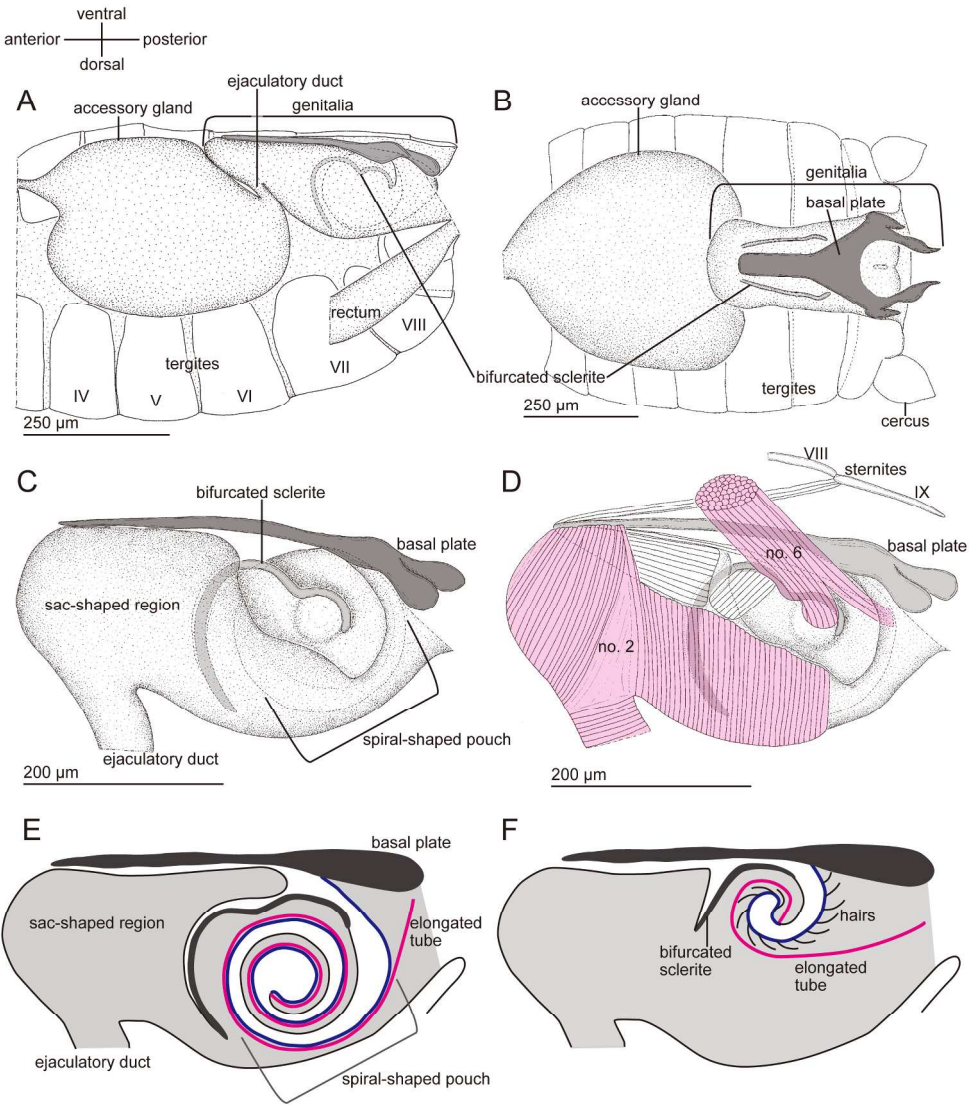 ventral
anterior
posterior
dorsal
A
ejaculatory duct
accessory gland
genitalia
rectum
VIII
VII
tergites
IV
V
VI
250 µm
bifurcated sclerite
B
accessory gland
genitalia
basal plate
tergites
250 µm
cercus
C
bifurcated sclerite
basal plate
sac-shaped region
spiral-shaped pouch
ejaculatory duct
200 µm
D
VIII
sternites
IX
basal plate
no. 6
no. 2
200 µm
E
basal plate
sac-shaped region
elongated
tube
ejaculatory duct
spiral-shaped pouch
F
hairs
bifurcated
sclerite
elongated
tube